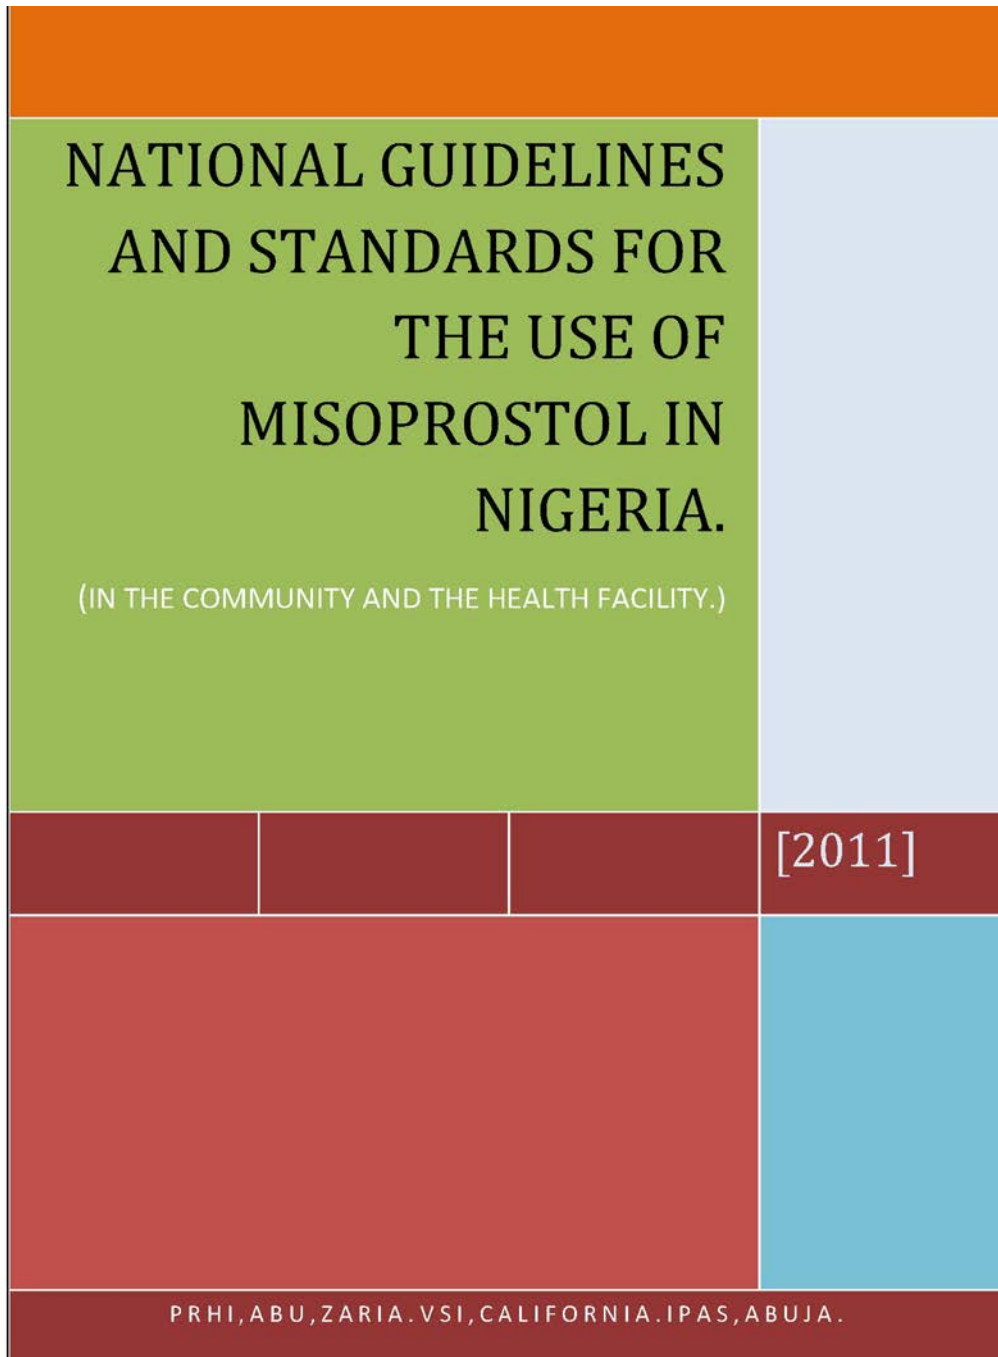 NATIONAL GUIDELINES
AND STANDARDS FOR
THE USE OF
MISOPROSTOL IN
NIGERIA.
(IN THE COMMUNITY AND THE HEALTH FACILITY.)
[2011]
PRHI,ABU,ZARIA.VSI,CALIFORNIA.IPAS,ABUJA.